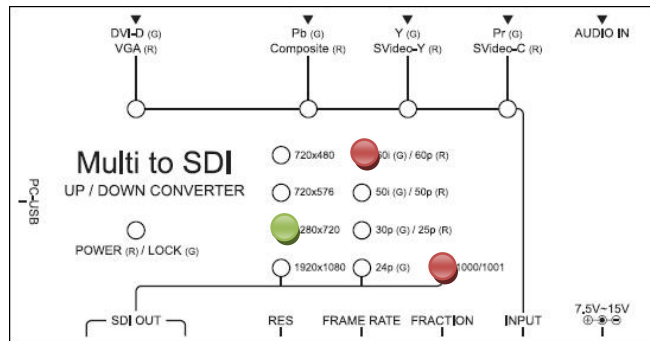 DVI-D (G)
VGA (R)
Pb (G)
Composite (R)
Y (G)
SVideo-Y (R)
Pr (G)
SVideo-C (R)
AUDIO IN
Multi to SDI
UP / DOWN CONVERTER
PC-USB
POWER (R) / LOCK (G)
720x480
60i (G) / 60p (R)
720x576
50i (G) / 50p (R)
280x720
30p (G) / 25p (R)
1920x1080
24p (G)
1000/1001
SDI OUT
RES
FRAME RATE
FRACTION
INPUT
7.5V~15V